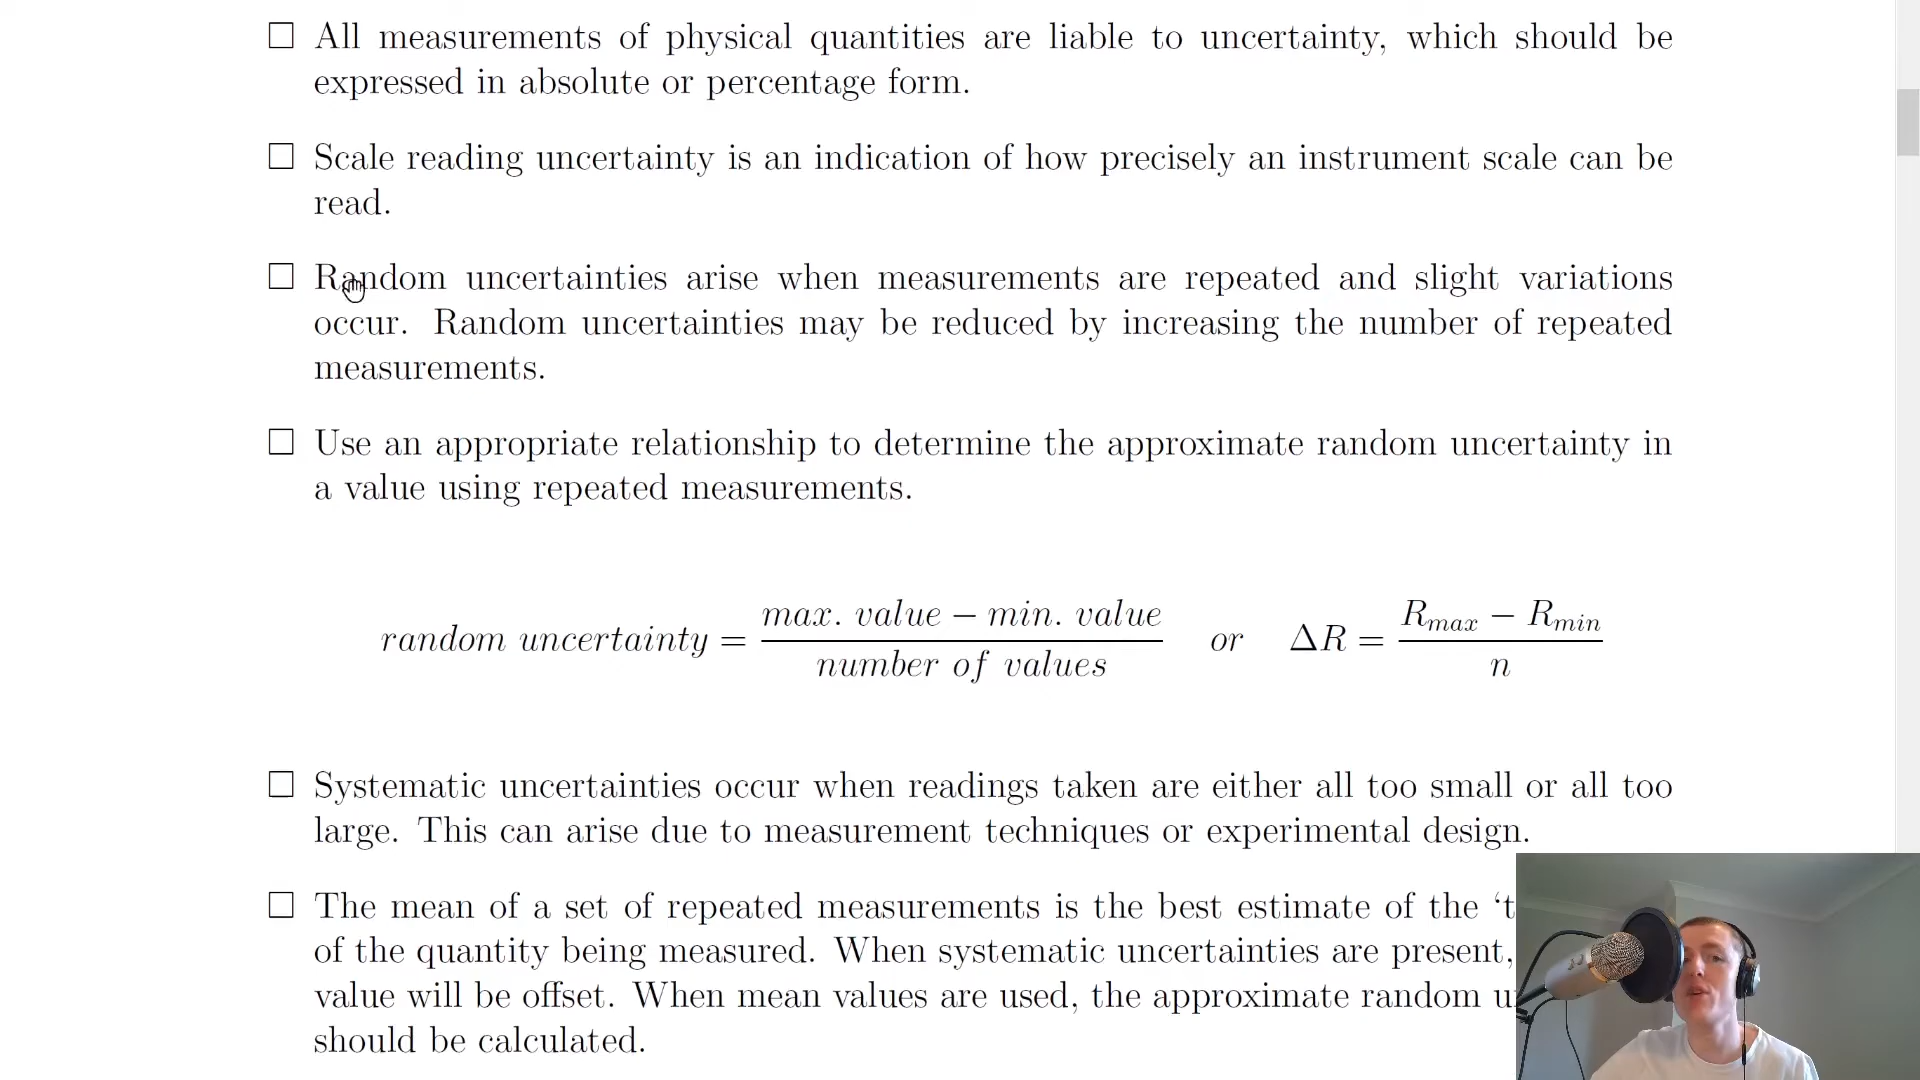 All measurements of physical quantities are liable to uncertainty, which should be
expressed in absolute or percentage form.
Scale reading uncertainty is an indication of how precisely an instrument scale can be
read.
Random uncertainties arise when measurements are repeated and slight variations
occur. Random uncertainties may be reduced by increasing the number of repeated
measurements.
Use an appropriate relationship to determine the approximate random uncertainty in
a value using repeated measurements.
random uncertainty = (max. value − min. value) / (number of values) or ΔR = (R_max − R_min) / n
Systematic uncertainties occur when readings taken are either all too small or all too
large. This can arise due to measurement techniques or experimental design.
The mean of a set of repeated measurements is the best estimate of the
of the quantity being measured. When systematic uncertainties are present,
value will be offset. When mean values are used, the approximate random
should be calculated.